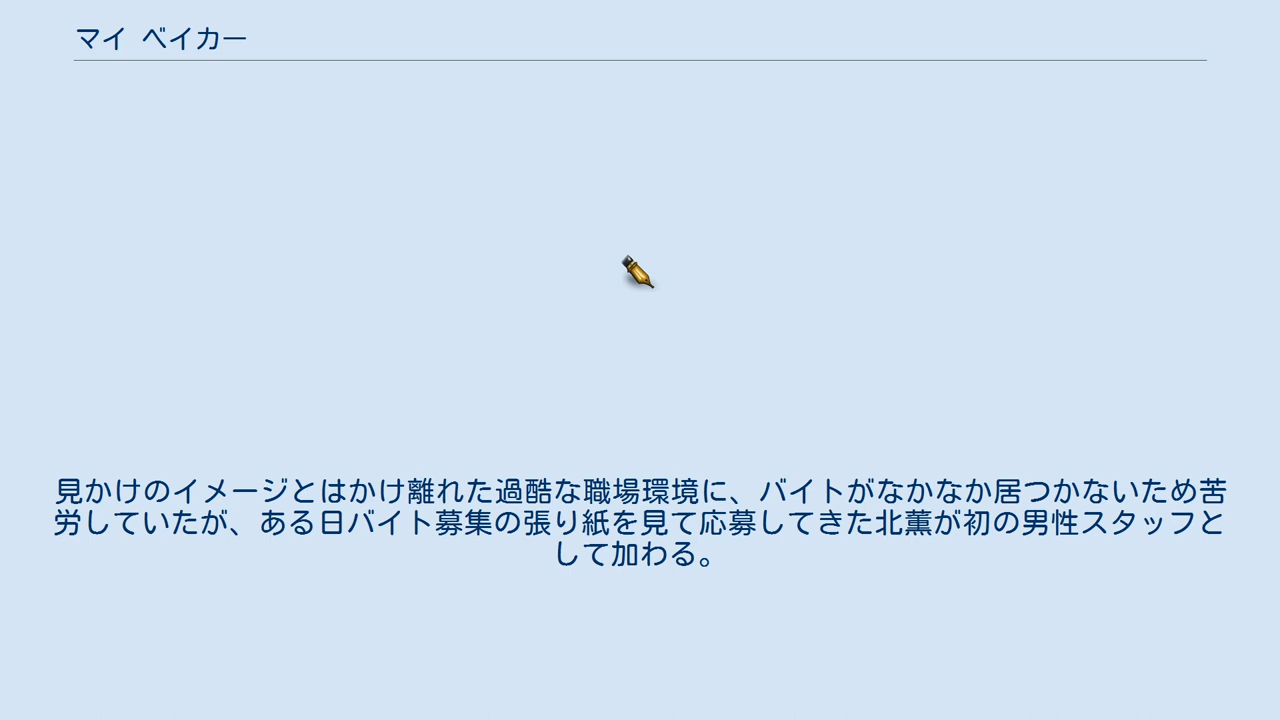 マイ ベイカー
見かけのイメージとはかけ離れた過酷な職場環境に、バイトがなかなか居つかないため苦
労していたが、ある日バイト募集の張り紙を見て応募してきた北薫が初の男性スタッフと
して加わる。